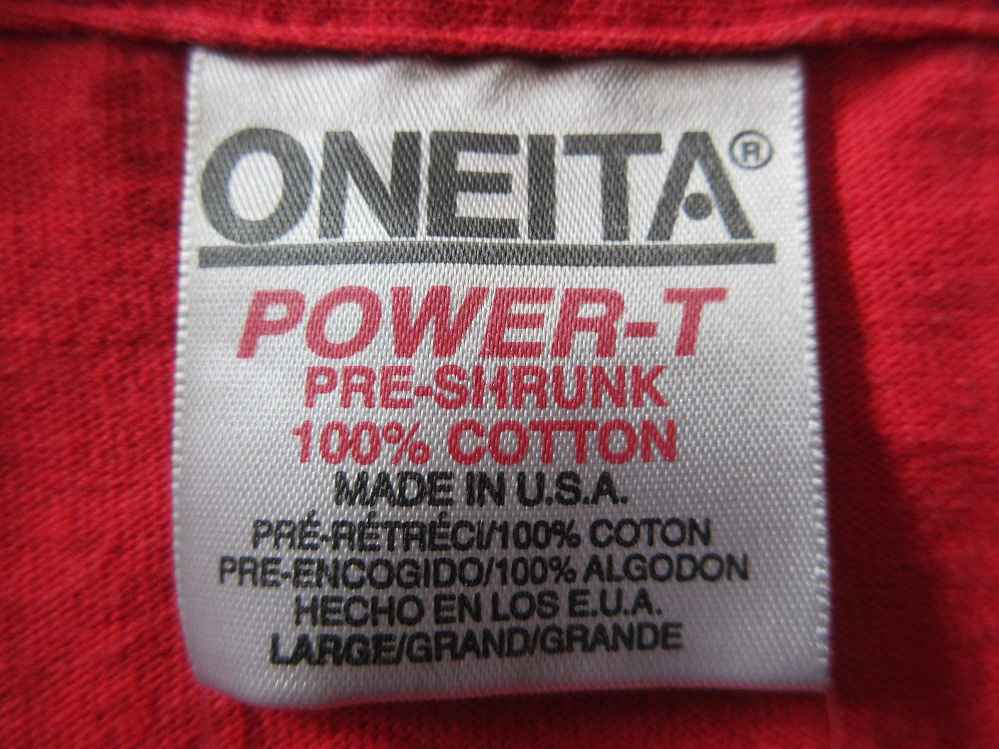 ONEITA®
POWER-T
PRE-SHRUNK
100% COTTON
MADE IN U.S.A.
PRÉ-RÉTRÉCI/100% COTON
PRE-ENCOGIDO/100% ALGODON
HECHO EN LOS E.U.A.
LARGE/GRAND/GRANDE